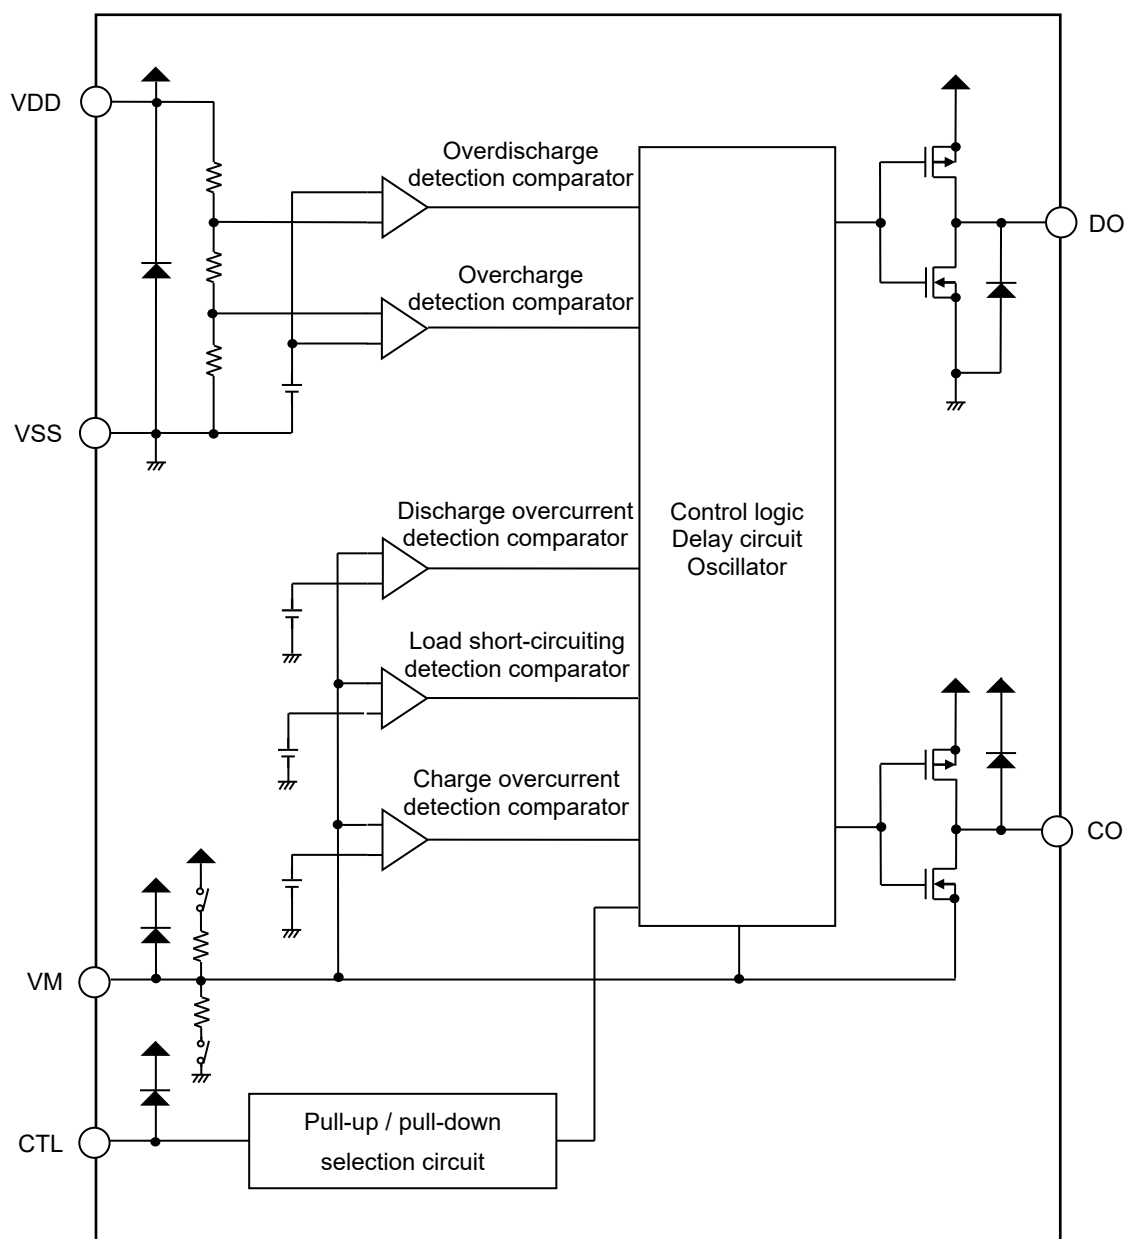 VDD
Overdischarge
detection comparator
DO
Overcharge
detection comparator
VSS
Discharge overcurrent
detection comparator
Control logic
Delay circuit
Oscillator
Load short-circuiting
detection comparator
Charge overcurrent
detection comparator
CO
VM
CTL
Pull-up / pull-down
selection circuit